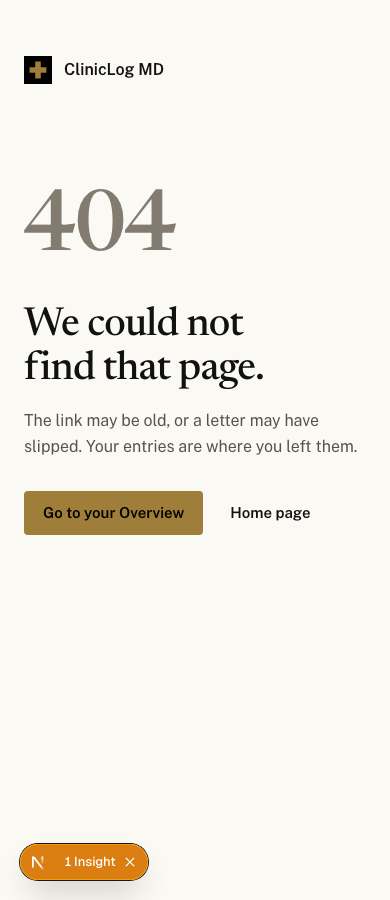 ClinicLog MD
404
We could not
find that page.
The link may be old, or a letter may have
slipped. Your entries are where you left them.
Go to your Overview
Home page
N
1 Insight